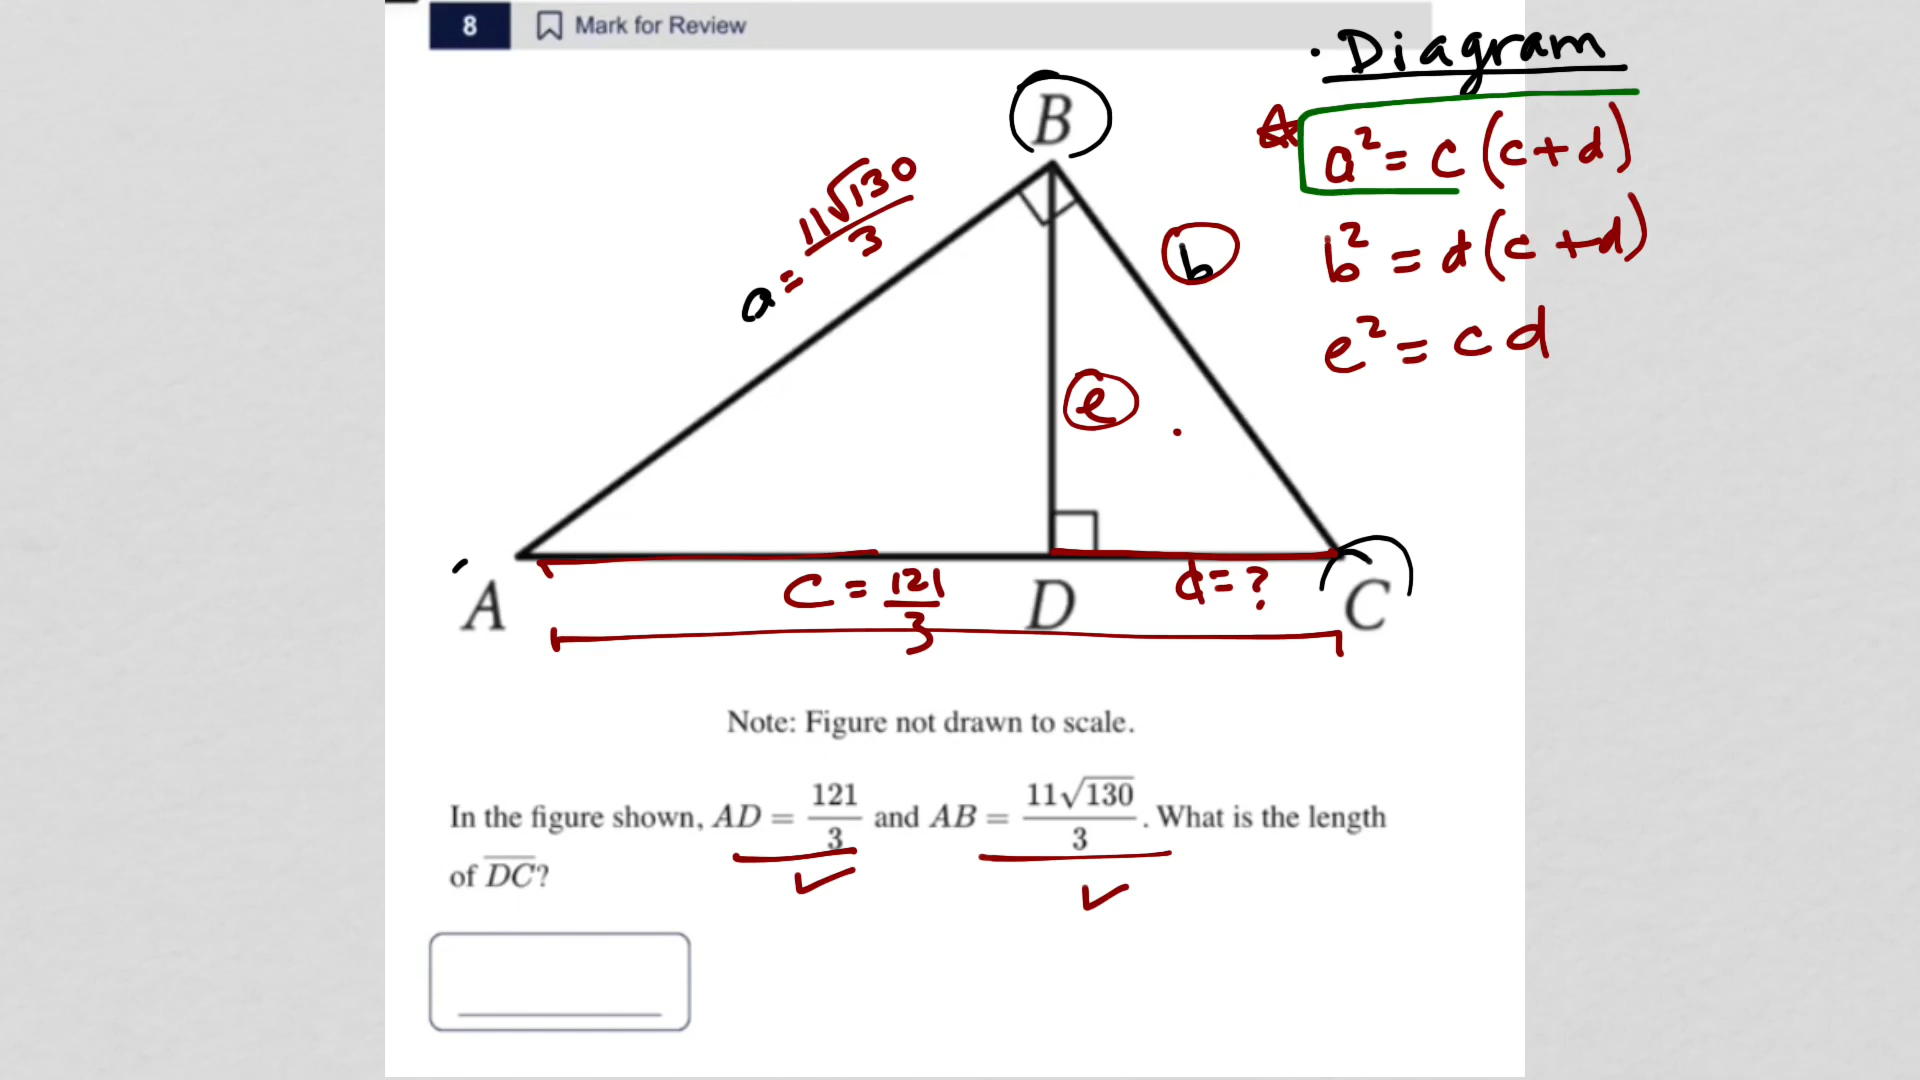 8 Mark for Review
· Diagram
a² = c (c+d)
b² = d (c+d)
e² = c d
B
a = 11√130 / 3
b
e
A
C = 121 / 3
D
d = ?
C
Note: Figure not drawn to scale.
In the figure shown, AD = 121/3 and AB = 11√130/3. What is the length
of DC?